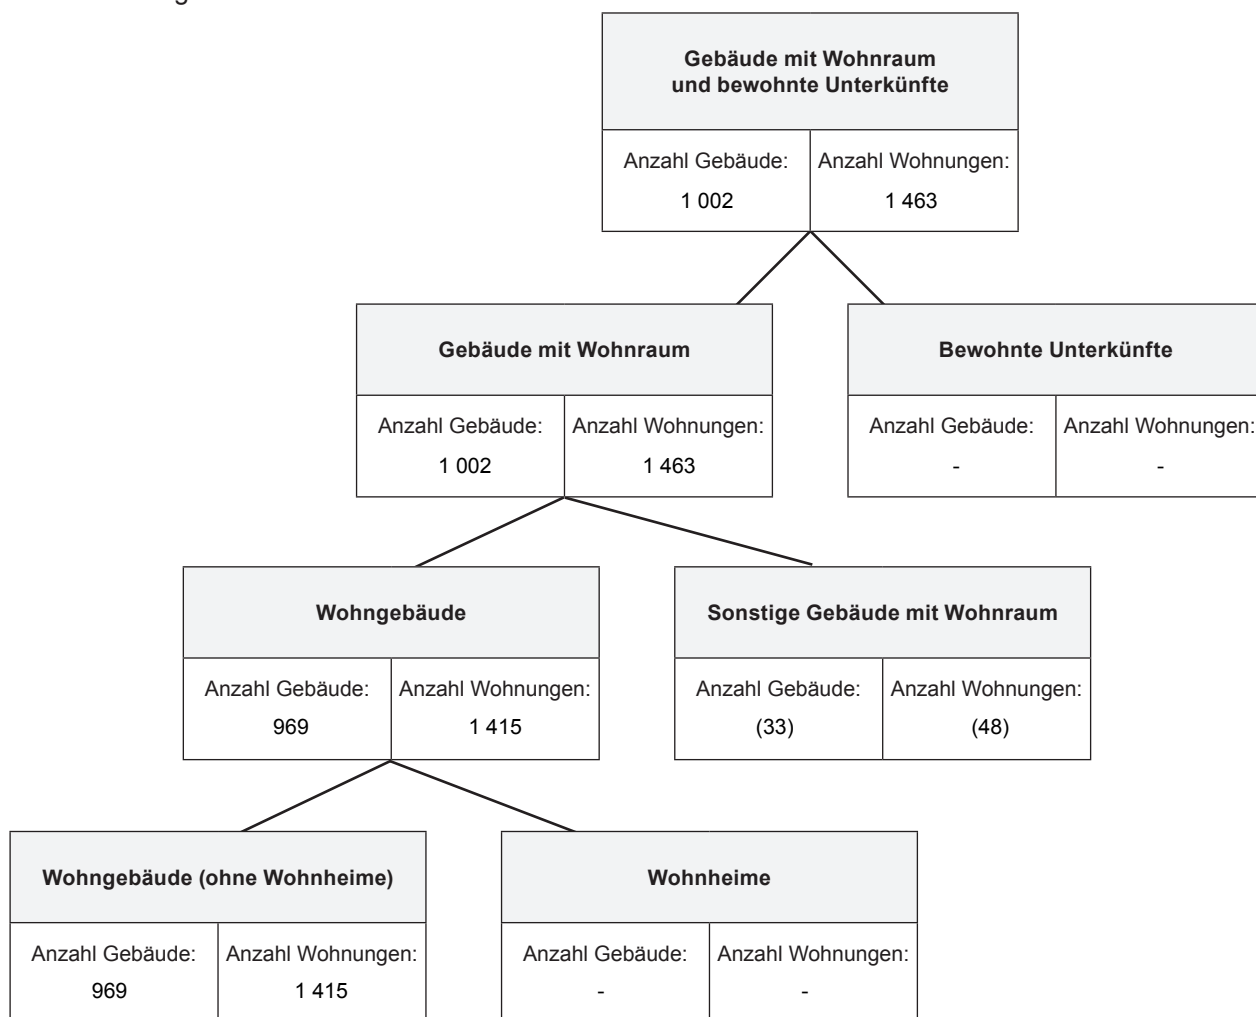 Gebäude mit Wohnraum
und bewohnte Unterkünfte
Anzahl Gebäude: Anzahl Wohnungen:
1 002 1 463
Gebäude mit Wohnraum Bewohnte Unterkünfte
Anzahl Gebäude: Anzahl Wohnungen: Anzahl Gebäude: Anzahl Wohnungen:
1 002 1 463 - -
Wohngebäude Sonstige Gebäude mit Wohnraum
Anzahl Gebäude: Anzahl Wohnungen: Anzahl Gebäude: Anzahl Wohnungen:
969 1 415 (33) (48)
Wohngebäude (ohne Wohnheime) Wohnheime
Anzahl Gebäude: Anzahl Wohnungen: Anzahl Gebäude: Anzahl Wohnungen:
969 1 415 - -